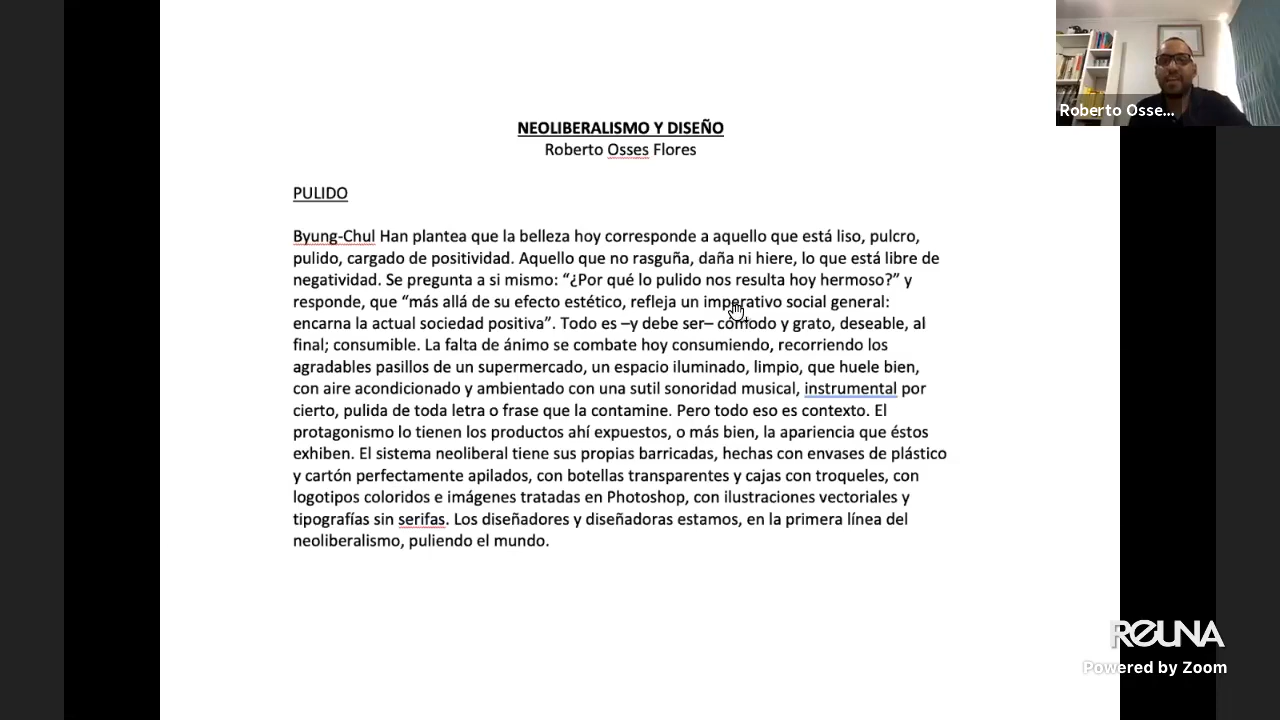 NEOLIBERALISMO Y DISEÑO
Roberto Osses Flores
PULIDO
Byung-Chul Han plantea que la belleza hoy corresponde a aquello que está liso, pulcro,
pulido, cargado de positividad. Aquello que no rasguña, daña ni hiere, lo que está libre de
negatividad. Se pregunta a si mismo: “¿Por qué lo pulido nos resulta hoy hermoso?” y
responde, que “más allá de su efecto estético, refleja un imperativo social general:
encarna la actual sociedad positiva”. Todo es –y debe ser– cómodo y grato, deseable, al
final; consumible. La falta de ánimo se combate hoy consumiendo, recorriendo los
agradables pasillos de un supermercado, un espacio iluminado, limpio, que huele bien,
con aire acondicionado y ambientado con una sutil sonoridad musical, instrumental por
cierto, pulida de toda letra o frase que la contamine. Pero todo eso es contexto. El
protagonismo lo tienen los productos ahí expuestos, o más bien, la apariencia que éstos
exhiben. El sistema neoliberal tiene sus propias barricadas, hechas con envases de plástico
y cartón perfectamente apilados, con botellas transparentes y cajas con troqueles, con
logotipos coloridos e imágenes tratadas en Photoshop, con ilustraciones vectoriales y
tipografías sin serifas. Los diseñadores y diseñadoras estamos, en la primera línea del
neoliberalismo, puliendo el mundo.
Roberto Osse...
REUNA
Powered by Zoom